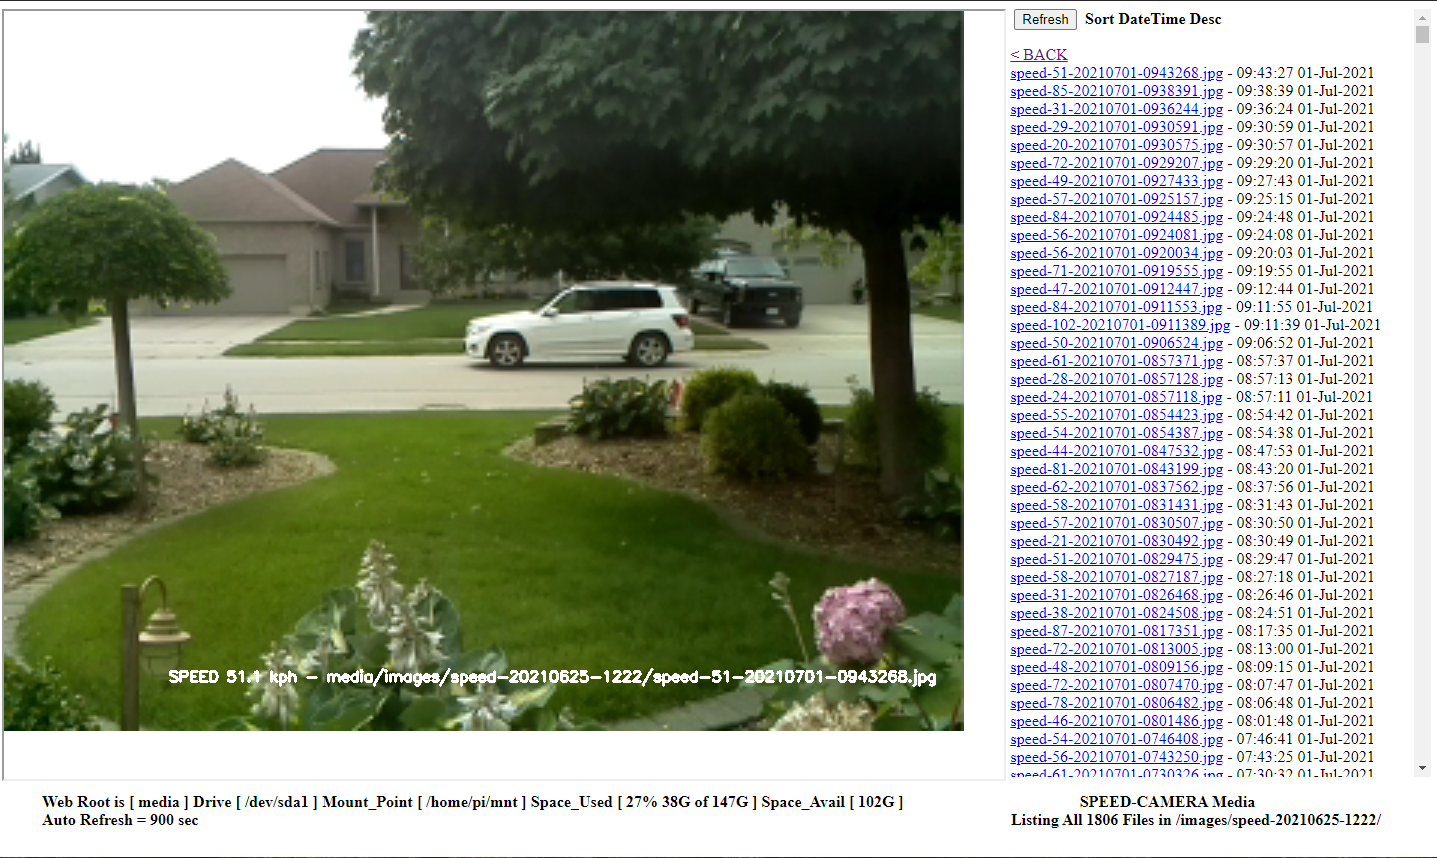 Refresh Sort DateTime Desc
< BACK
speed-51-20210701-0943268.jpg - 09:43:27 01-Jul-2021
speed-85-20210701-0938391.jpg - 09:38:39 01-Jul-2021
speed-31-20210701-0936244.jpg - 09:36:24 01-Jul-2021
speed-29-20210701-0930591.jpg - 09:30:59 01-Jul-2021
speed-20-20210701-0930575.jpg - 09:30:57 01-Jul-2021
speed-72-20210701-0929207.jpg - 09:29:20 01-Jul-2021
speed-49-20210701-0927433.jpg - 09:27:43 01-Jul-2021
speed-57-20210701-0925157.jpg - 09:25:15 01-Jul-2021
speed-84-20210701-0924485.jpg - 09:24:48 01-Jul-2021
speed-56-20210701-0924081.jpg - 09:24:08 01-Jul-2021
speed-56-20210701-0920034.jpg - 09:20:03 01-Jul-2021
speed-71-20210701-0919555.jpg - 09:19:55 01-Jul-2021
speed-47-20210701-0912447.jpg - 09:12:44 01-Jul-2021
speed-84-20210701-0911553.jpg - 09:11:55 01-Jul-2021
speed-102-20210701-0911389.jpg - 09:11:39 01-Jul-2021
speed-50-20210701-0906524.jpg - 09:06:52 01-Jul-2021
speed-61-20210701-0857371.jpg - 08:57:37 01-Jul-2021
speed-28-20210701-0857128.jpg - 08:57:13 01-Jul-2021
speed-24-20210701-0857118.jpg - 08:57:11 01-Jul-2021
speed-55-20210701-0854423.jpg - 08:54:42 01-Jul-2021
speed-54-20210701-0854387.jpg - 08:54:38 01-Jul-2021
speed-44-20210701-0847532.jpg - 08:47:53 01-Jul-2021
speed-81-20210701-0843199.jpg - 08:43:20 01-Jul-2021
speed-62-20210701-0837562.jpg - 08:37:56 01-Jul-2021
speed-58-20210701-0831431.jpg - 08:31:43 01-Jul-2021
speed-57-20210701-0830507.jpg - 08:30:50 01-Jul-2021
speed-21-20210701-0830492.jpg - 08:30:49 01-Jul-2021
speed-51-20210701-0829475.jpg - 08:29:47 01-Jul-2021
speed-58-20210701-0827187.jpg - 08:27:18 01-Jul-2021
speed-31-20210701-0826468.jpg - 08:26:46 01-Jul-2021
speed-38-20210701-0824508.jpg - 08:24:51 01-Jul-2021
speed-87-20210701-0817351.jpg - 08:17:35 01-Jul-2021
speed-72-20210701-0813005.jpg - 08:13:00 01-Jul-2021
speed-48-20210701-0809156.jpg - 08:09:15 01-Jul-2021
speed-72-20210701-0807470.jpg - 08:07:47 01-Jul-2021
speed-78-20210701-0806482.jpg - 08:06:48 01-Jul-2021
speed-46-20210701-0801486.jpg - 08:01:48 01-Jul-2021
speed-54-20210701-0746408.jpg - 07:46:41 01-Jul-2021
speed-56-20210701-0743250.jpg - 07:43:25 01-Jul-2021
speed-61-20210701-0730326.jpg - 07:30:32 01-Jul-2021
SPEED 51.1 kph - media/images/speed-20210625-1222/speed-51-20210701-0943268.jpg
Web Root is [ media ] Drive [ /dev/sda1 ] Mount_Point [ /home/pi/mnt ] Space_Used [ 27% 38G of 147G ] Space_Avail [ 102G ]
Auto Refresh = 900 sec
SPEED-CAMERA Media
Listing All 1806 Files in /images/speed-20210625-1222/